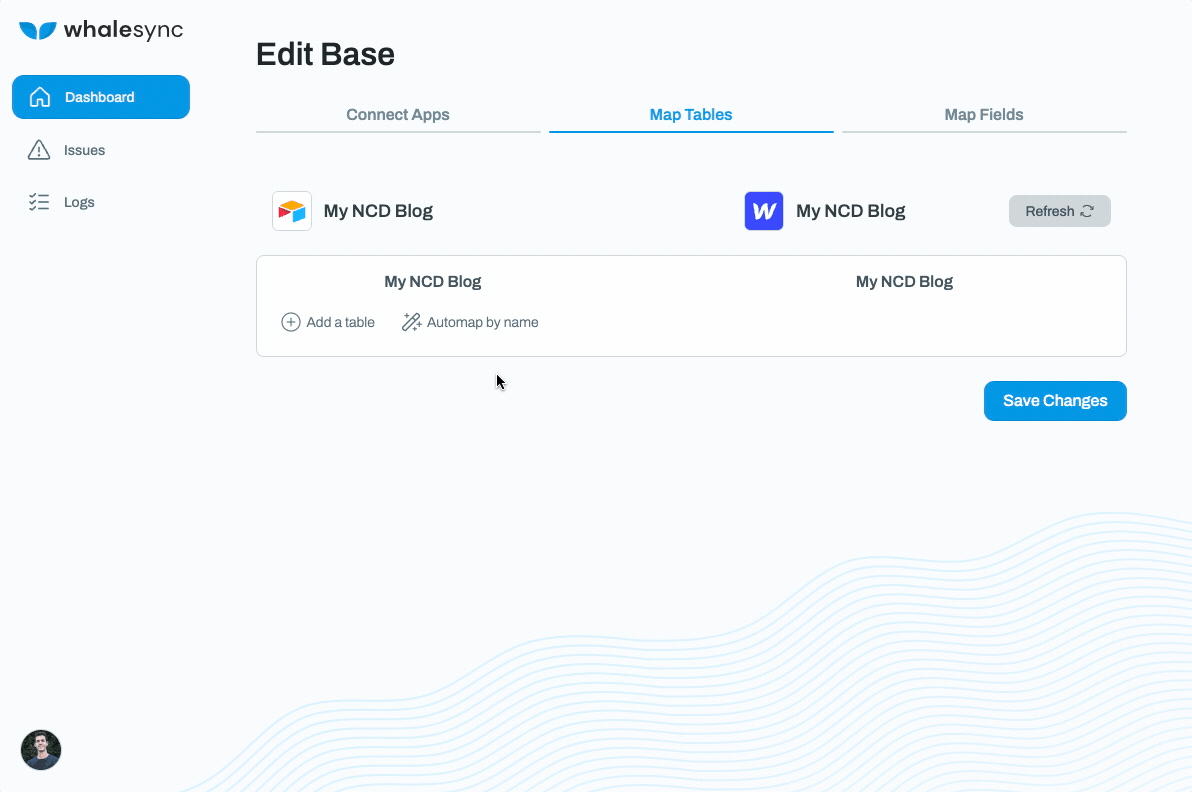 whalesync
Edit Base
Dashboard
Issues
Logs
Connect Apps
Map Tables
Map Fields
My NCD Blog
W My NCD Blog
Refresh
My NCD Blog
My NCD Blog
Add a table
Automap by name
Save Changes